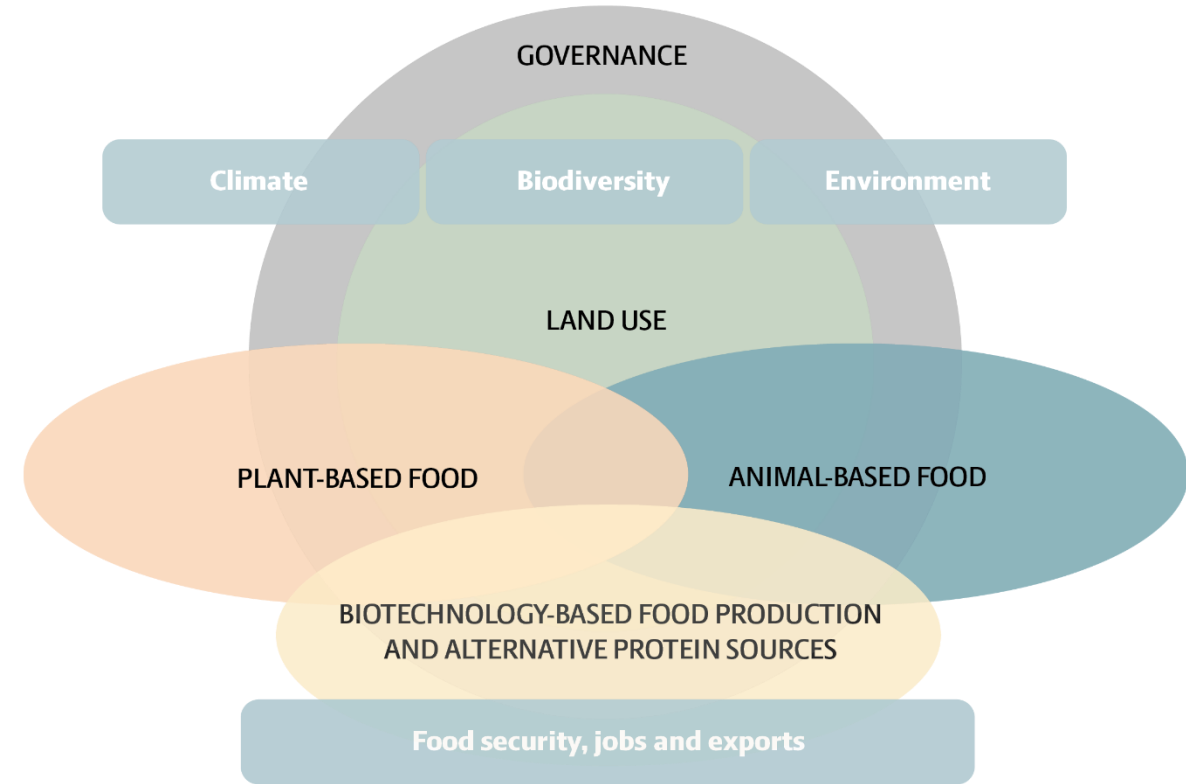 GOVERNANCE
Climate
Biodiversity
Environment
LAND USE
PLANT-BASED FOOD
ANIMAL-BASED FOOD
BIOTECHNOLOGY-BASED FOOD PRODUCTION
AND ALTERNATIVE PROTEIN SOURCES
Food security, jobs and exports